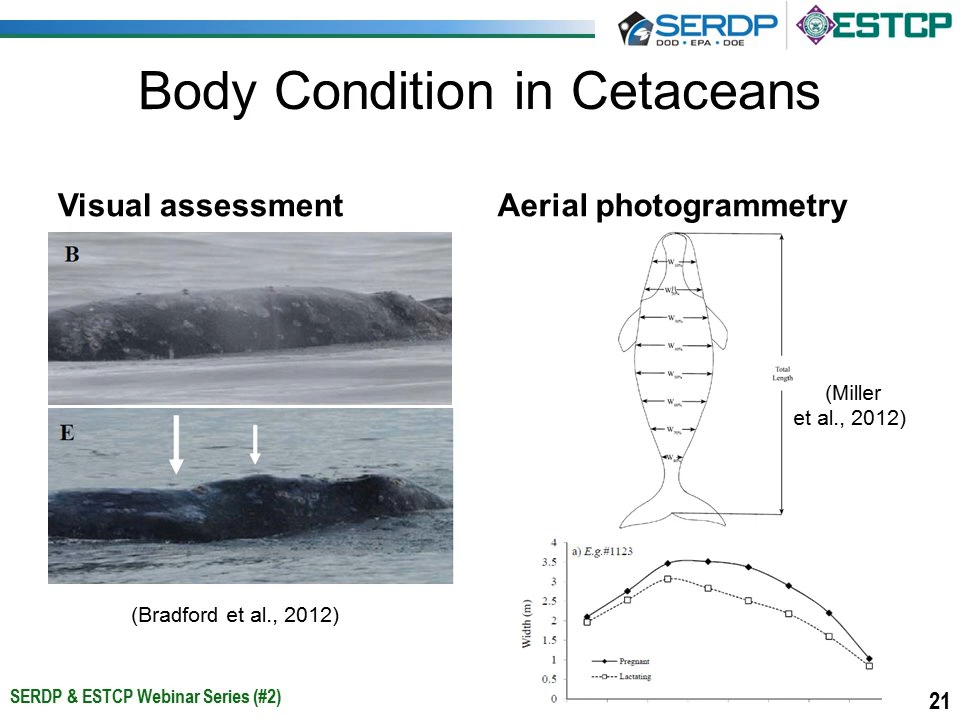 SERDP
DOD • EPA • DOE
ESTCP
Body Condition in Cetaceans
Visual assessment
Aerial photogrammetry
B
E
(Bradford et al., 2012)
Total
Length
(Miller
et al., 2012)
4
a) E.g.#1123
3.5
3
2.5
2
1.5
1
0.5
0
Width (m)
Pregnant
Lactating
SERDP & ESTCP Webinar Series (#2)
21